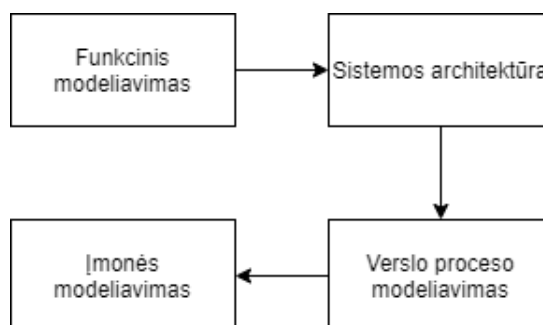 Funkcinis
modeliavimas
Sistemos architektūra
Įmonės
modeliavimas
Verslo proceso
modeliavimas